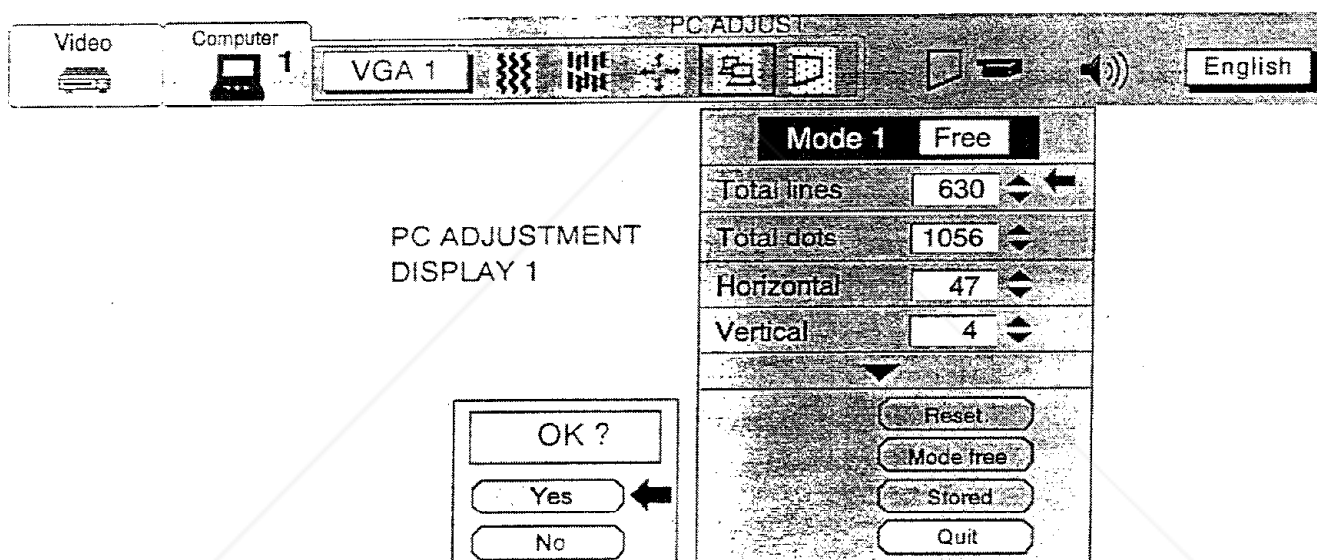 PC ADJUST
Video
Computer
1
VGA 1
English
Mode 1 Free
Total lines 630
Total dots 1056
Horizontal 47
Vertical 4
PC ADJUSTMENT
DISPLAY 1
Reset
Mode free
Stored
Quit
OK ?
Yes
No